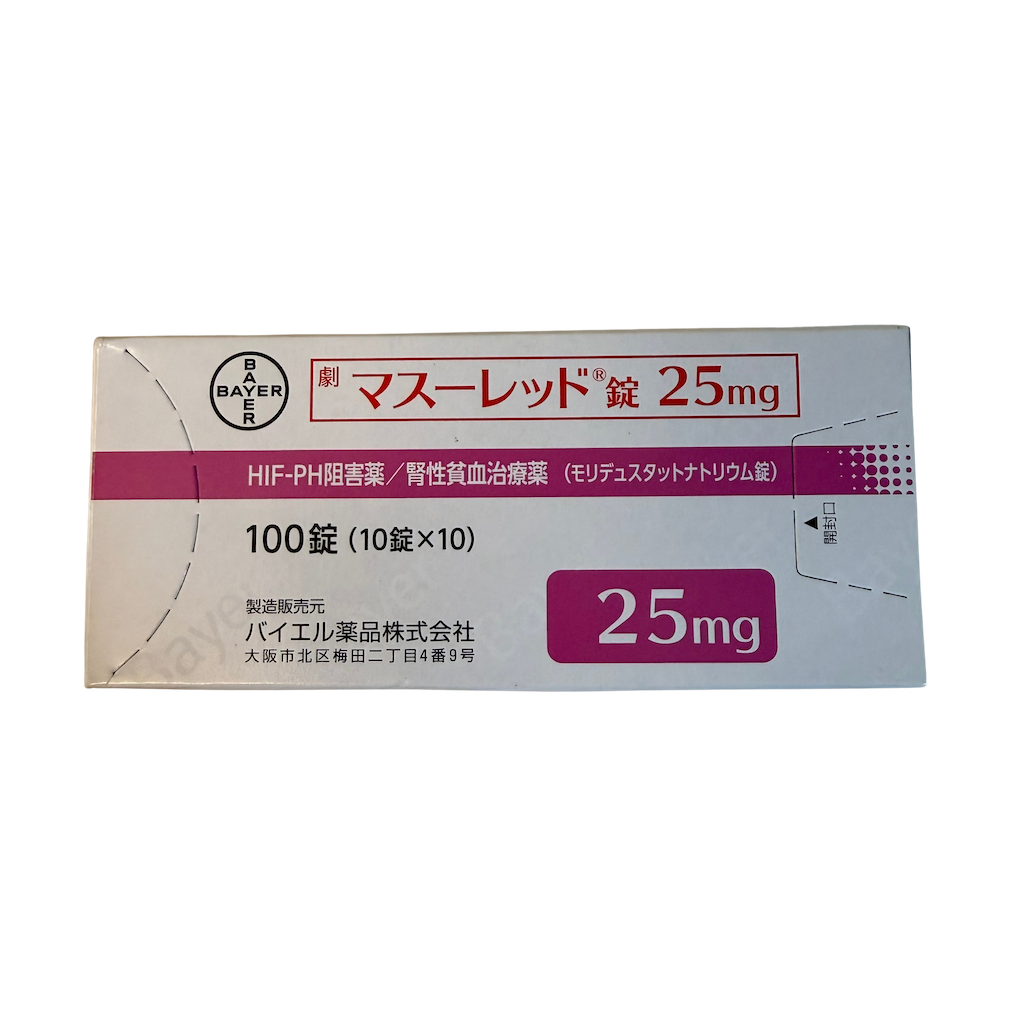 BAYER
BAYER
劇 マスーレッド®錠 25mg
HIF-PH阻害薬／腎性貧血治療薬 （モリデュスタットナトリウム錠）
100錠（10錠×10）
▲開封口
製造販売元
バイエル薬品株式会社
大阪市北区梅田二丁目4番9号
25mg
Bayer